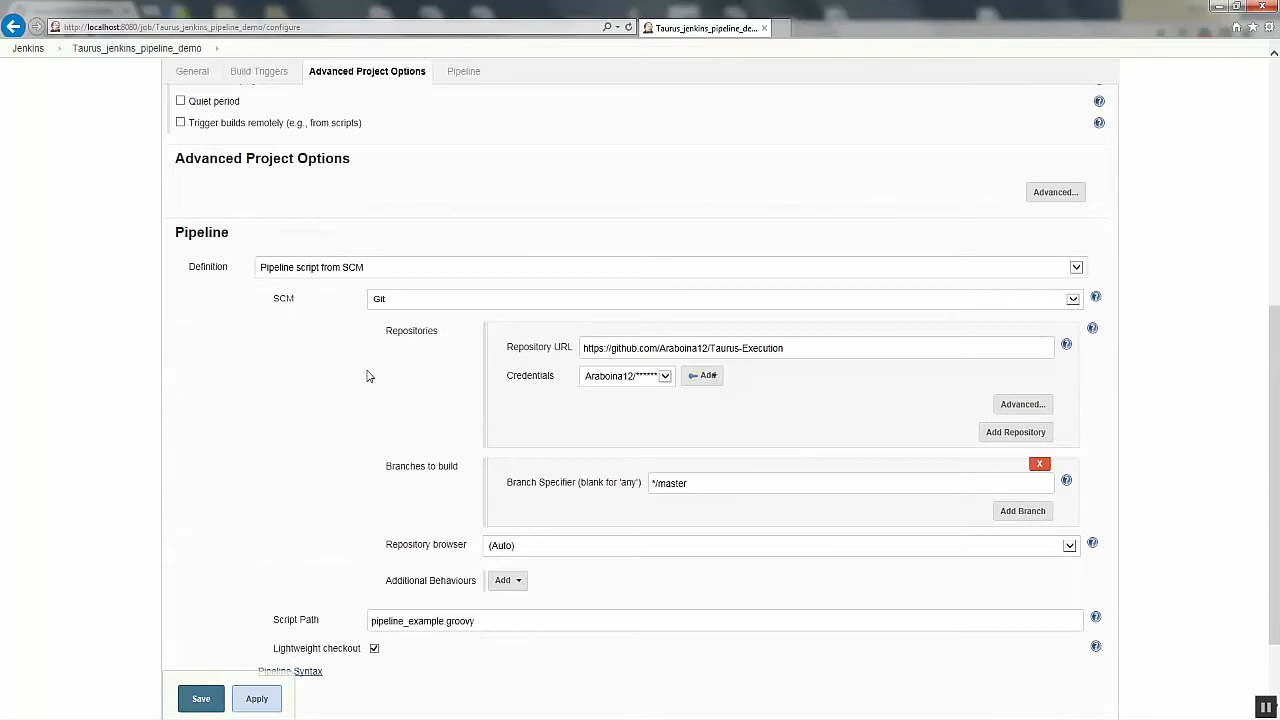 http://localhost:8080/job/Taurus_jenkins_pipeline_demo/configure
Taurus_jenkins_pipeline_de...
Jenkins
Taurus_jenkins_pipeline_demo
General
Build Triggers
Advanced Project Options
Pipeline
Quiet period
Trigger builds remotely (e.g., from scripts)
Advanced Project Options
Advanced...
Pipeline
Definition
Pipeline script from SCM
SCM
Git
Repositories
Repository URL
https://github.com/Araboina12/Taurus-Execution
Credentials
Araboina12/******
Add
Advanced...
Add Repository
Branches to build
X
Branch Specifier (blank for 'any')
*/master
Add Branch
Repository browser
(Auto)
Additional Behaviours
Add
Script Path
pipeline_example.groovy
Lightweight checkout
Pipeline Syntax
Save
Apply